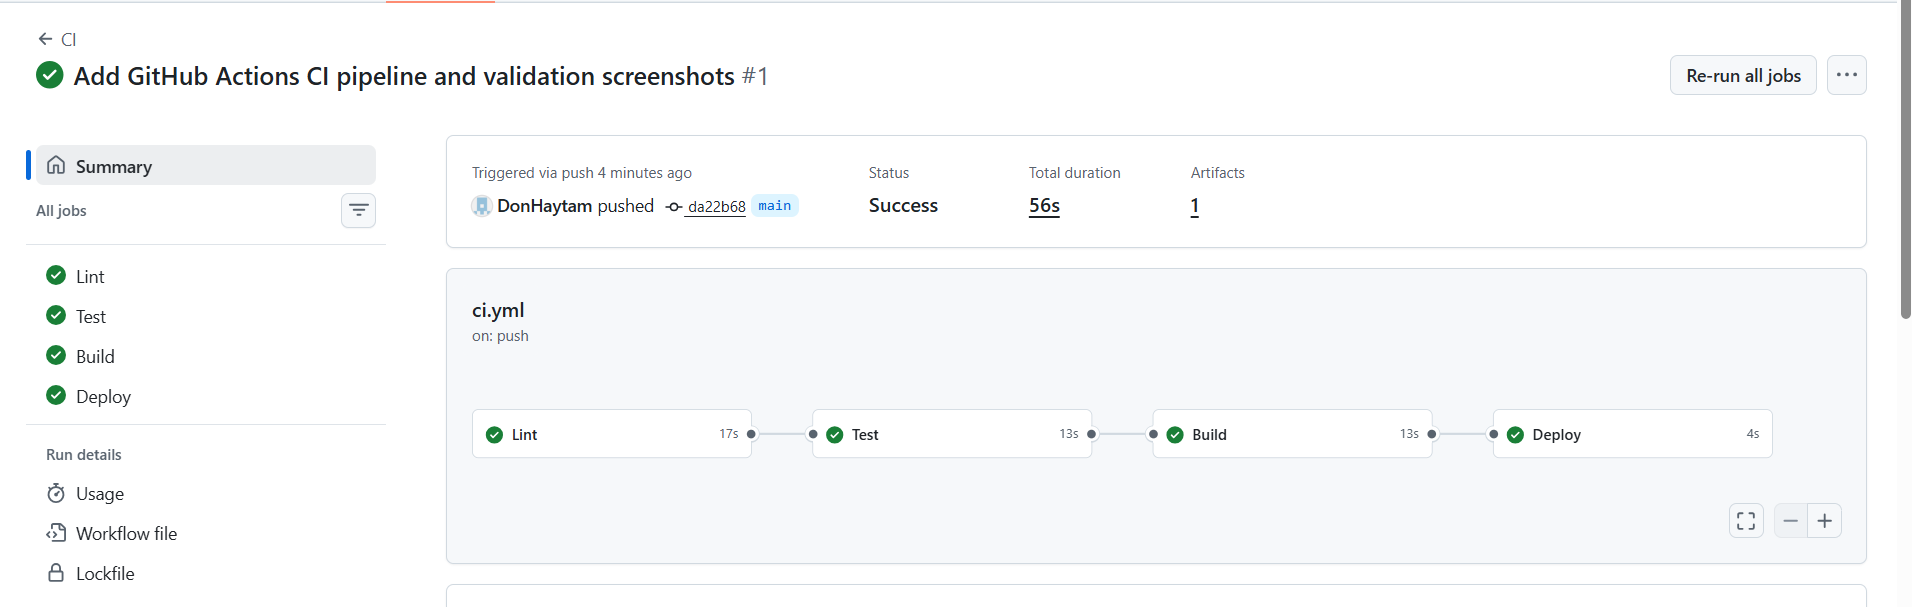 CI
Add GitHub Actions CI pipeline and validation screenshots #1
Re-run all jobs
Summary
All jobs
Lint
Test
Build
Deploy
Run details
Usage
Workflow file
Lockfile
Triggered via push 4 minutes ago
DonHaytam pushed da22b68 main
Status
Success
Total duration
56s
Artifacts
1
ci.yml
on: push
Lint 17s
Test 13s
Build 13s
Deploy 4s